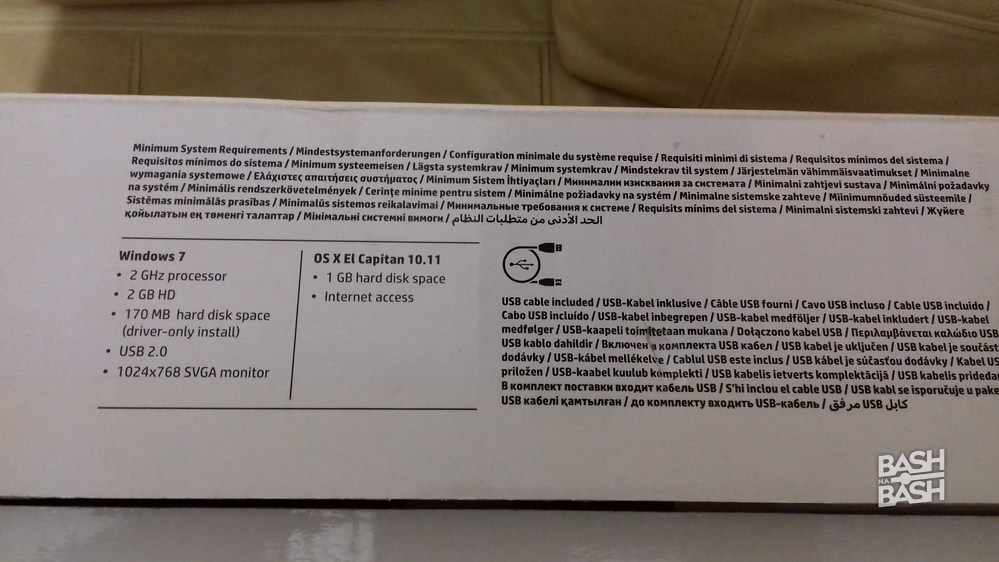 Minimum System Requirements / Mindestsystemanforderungen / Configuration minimale du système requise / Requisiti minimi di sistema / Requisitos mínimos del sistema /
Requisitos mínimos do sistema / Minimum systeemeisen / Lägsta systemkrav / Minimum systemkrav / Mindstekrav til system / Järjestelmän vähimmäisvaatimukset / Minimalne
wymagania systemowe / Ελάχιστες απαιτήσεις συστήματος / Minimum Sistem İhtiyaçları / Минимални изисквания за системата / Minimalni zahtjevi sustava / Minimální požadavky
na systém / Minimális rendszerkövetelmények / Cerințe minime pentru sistem / Minimálne požiadavky na systém / Minimalne sistemske zahteve / Miinimumnõuded süsteemile /
Sistēmas minimālās prasības / Minimalūs sistemos reikalavimai / Минимальные требования к системе / Requisits mínims del sistema / Minimalni sistemski zahtevi / Жүйеге
қойылатын ең төменгі талаптар / Мінімальні системні вимоги / الحد الأدنى من متطلبات النظام
Windows 7
• 2 GHz processor
• 2 GB HD
• 170 MB hard disk space
(driver-only install)
• USB 2.0
• 1024x768 SVGA monitor
OS X El Capitan 10.11
• 1 GB hard disk space
• Internet access
USB cable included / USB-Kabel inklusive / Câble USB fourni / Cavo USB incluso / Cable USB incluido /
Cabo USB incluído / USB-kabel inbegrepen / USB-kabel medföljer / USB-kabel inkludert / USB-kabel
medfølger / USB-kaapeli toimitetaan mukana / Dołączono kabel USB / Περιλαμβάνεται καλώδιο USB
USB kablo dahildir / Включен в комплекта USB кабел / USB kabel je uključen / USB kabel je součást
dodávky / USB-kábel mellékelve / Cablul USB este inclus / USB kábel je súčasťou dodávky / Kabel US
priložen / USB-kaabel kuulub komplekti / USB kabelis ietverts komplektācijā / USB kabelis prideda
В комплект поставки входит кабель USB / S'hi inclou el cable USB / USB kabl se isporučuje u pake
USB кабелі қамтылған / до комплекту входить USB-кабель / كابل USB مرفق
BASH
NA
BASH